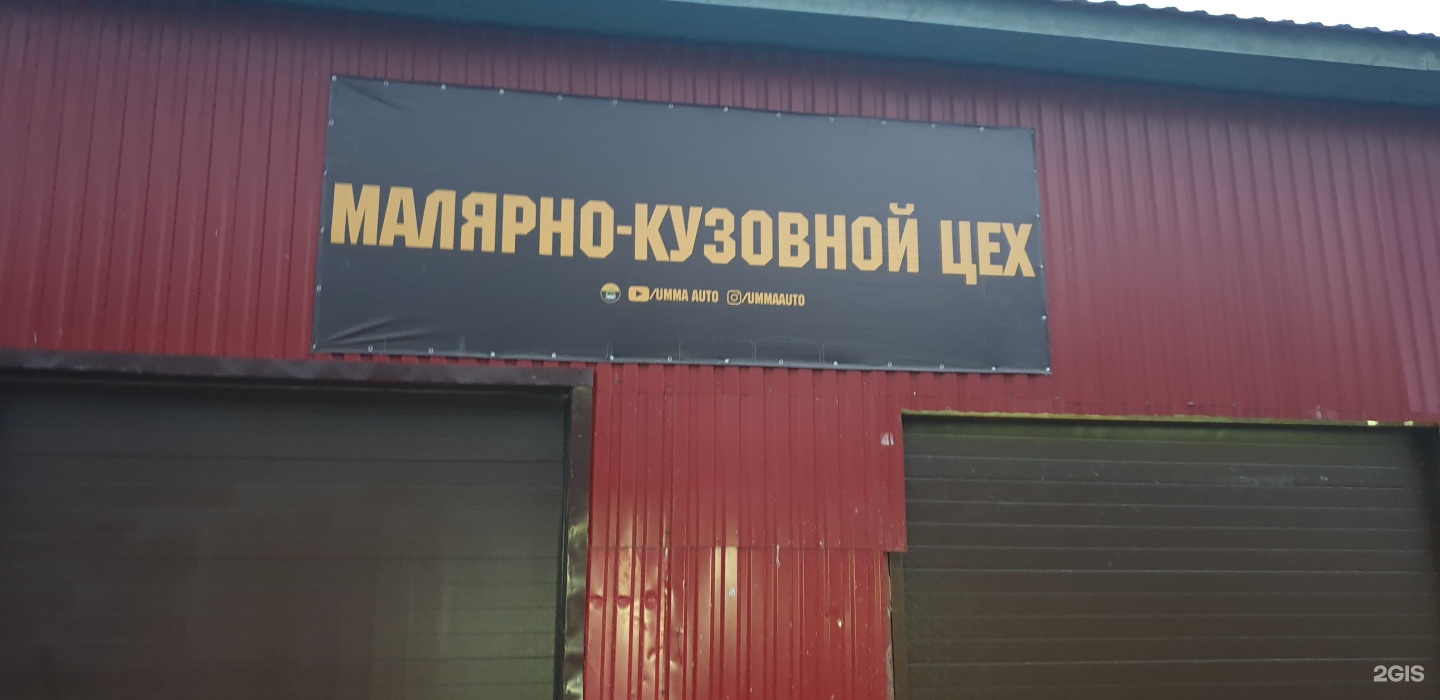 МАЛЯРНО-КУЗОВНОЙ ЦЕХ
/UMMA AUTO /UMMAAUTO
2GIS